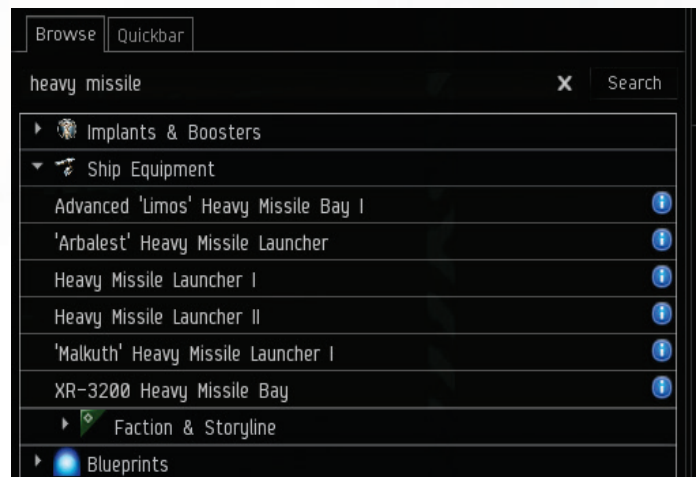 Browse Quickbar
heavy missile X Search
Implants & Boosters
Ship Equipment
Advanced 'Limos' Heavy Missile Bay I
'Arbalest' Heavy Missile Launcher
Heavy Missile Launcher I
Heavy Missile Launcher II
'Malkuth' Heavy Missile Launcher I
XR-3200 Heavy Missile Bay
Faction & Storyline
Blueprints